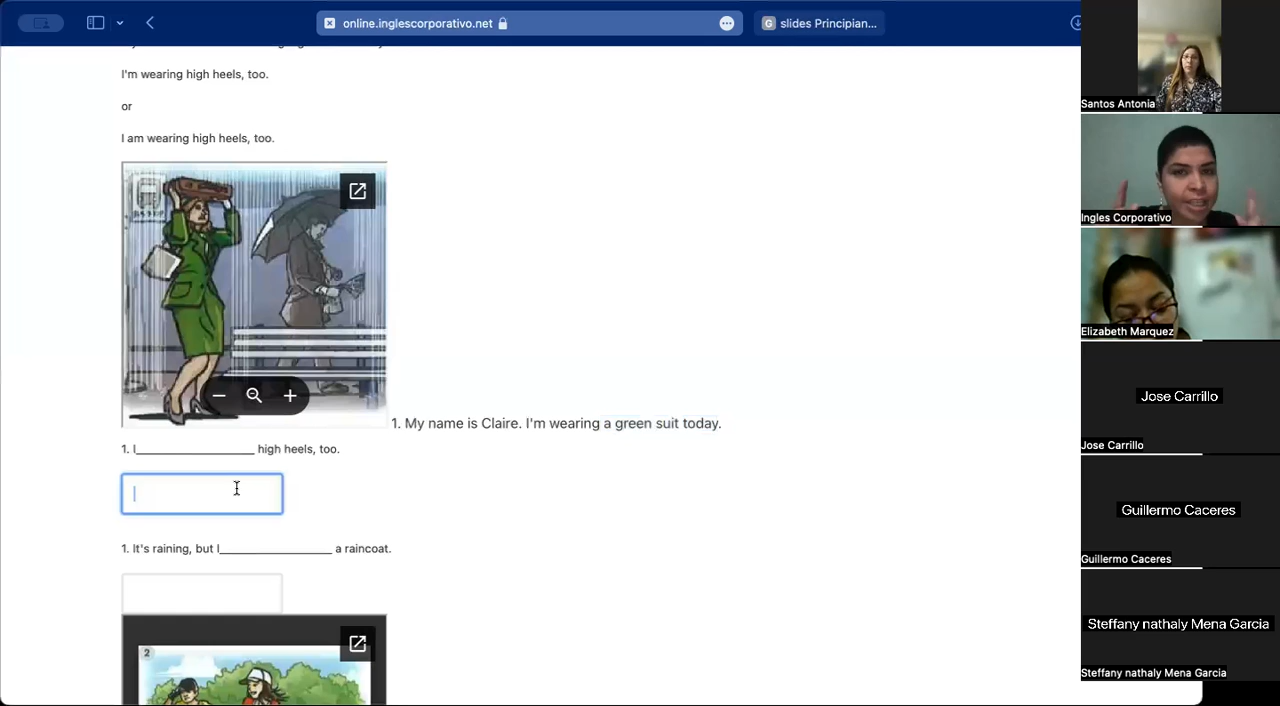 online.inglescorporativo.net
slides Principian...
I'm wearing high heels, too.
or
I am wearing high heels, too.
1. My name is Claire. I'm wearing a green suit today.
1. I__________________ high heels, too.
1. It's raining, but I_________________ a raincoat.
2
Santos Antonia
Ingles Corporativo
Elizabeth Marquez
Jose Carrillo
Jose Carrillo
Guillermo Caceres
Guillermo Caceres
Steffany nathaly Mena Garcia
Steffany nathaly Mena Garcia